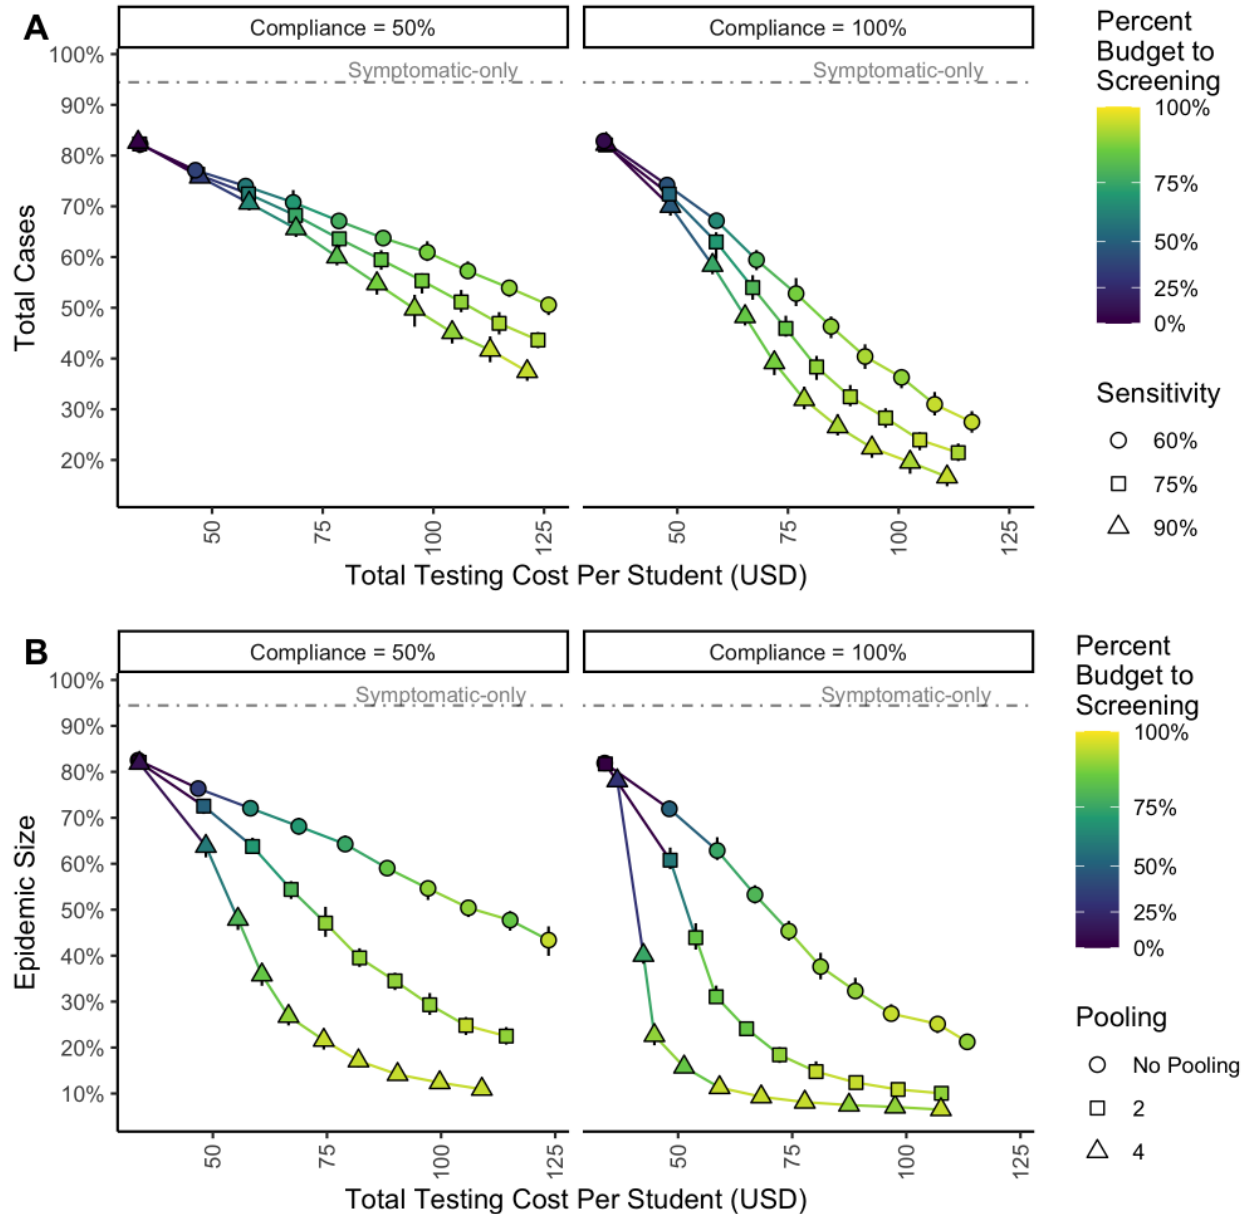 A
Compliance = 50%
Compliance = 100%
Total Cases
100%
90%
80%
70%
60%
50%
40%
30%
20%
Symptomatic-only
Symptomatic-only
50
75
100
125
50
75
100
125
Total Testing Cost Per Student (USD)
Percent
Budget to
Screening
100%
75%
50%
25%
0%
Sensitivity
60%
75%
90%
B
Compliance = 50%
Compliance = 100%
Epidemic Size
100%
90%
80%
70%
60%
50%
40%
30%
20%
10%
Symptomatic-only
Symptomatic-only
50
75
100
125
50
75
100
125
Total Testing Cost Per Student (USD)
Percent
Budget to
Screening
100%
75%
50%
25%
0%
Pooling
No Pooling
2
4